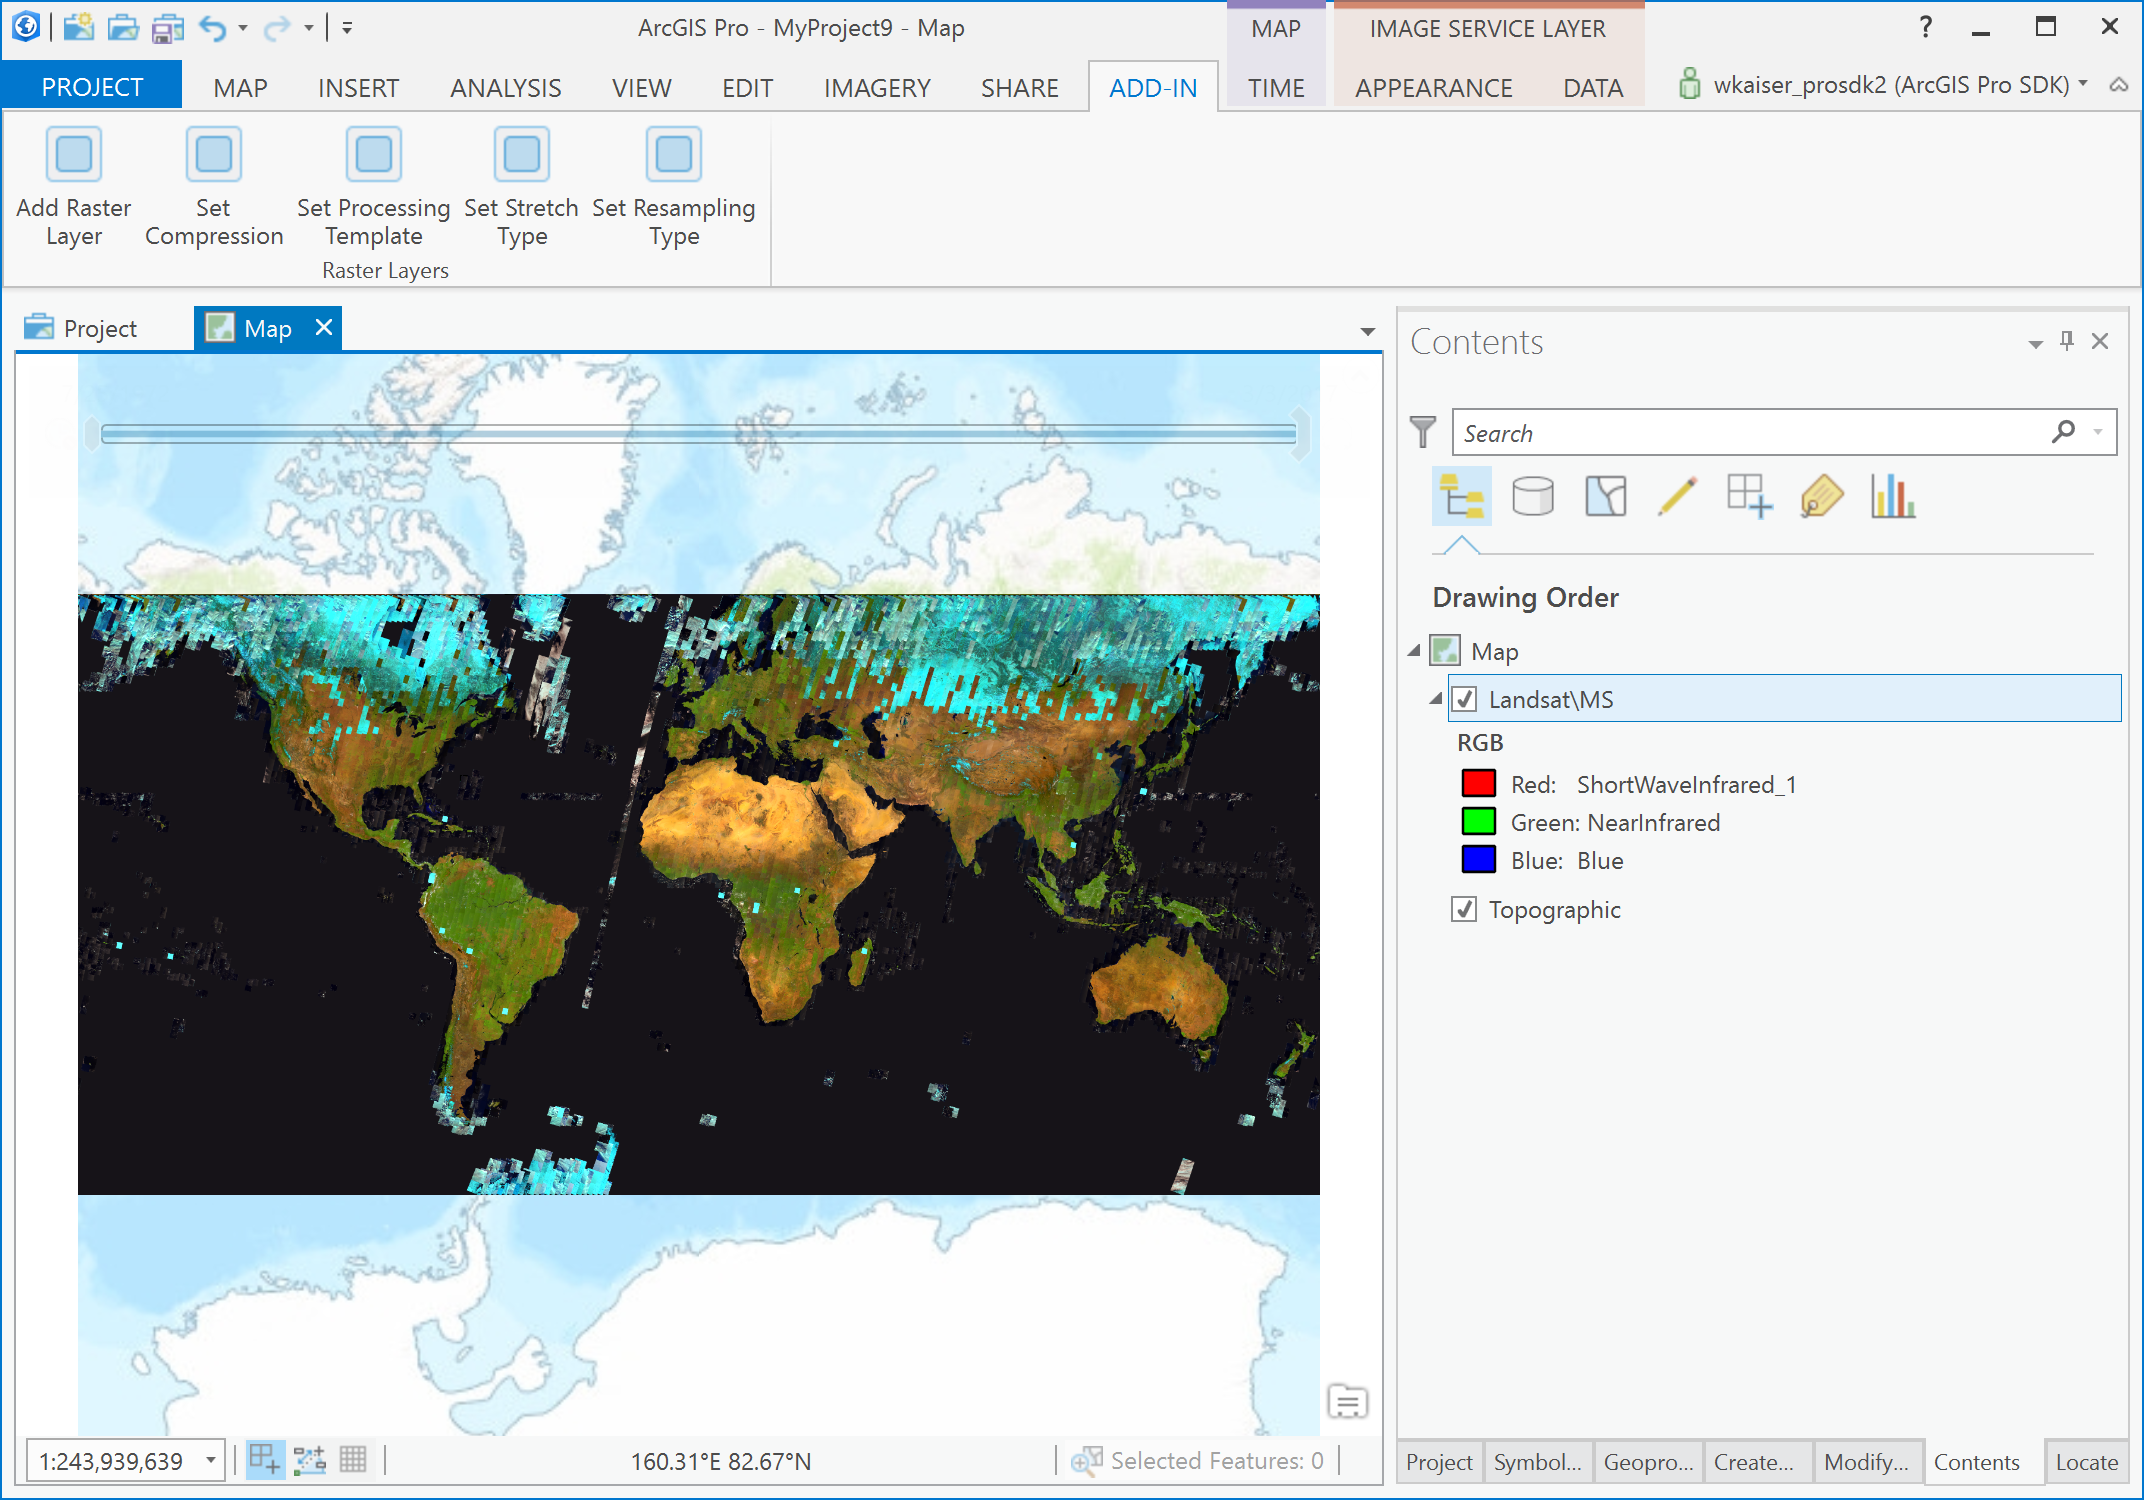 ArcGIS Pro - MyProject9 - Map
MAP
IMAGE SERVICE LAYER
?
PROJECT
MAP
INSERT
ANALYSIS
VIEW
EDIT
IMAGERY
SHARE
ADD-IN
TIME
APPEARANCE
DATA
wkaiser_prosdk2 (ArcGIS Pro SDK)
Add Raster
Layer
Set
Compression
Set Processing
Template
Set Stretch
Type
Set Resampling
Type
Raster Layers
Project
Map
Contents
Search
Drawing Order
Map
Landsat\MS
RGB
Red: ShortWaveInfrared_1
Green: NearInfrared
Blue: Blue
Topographic
1:243,939,639
160.31°E 82.67°N
Selected Features: 0
Project
Symbol...
Geopro...
Create...
Modify...
Contents
Locate